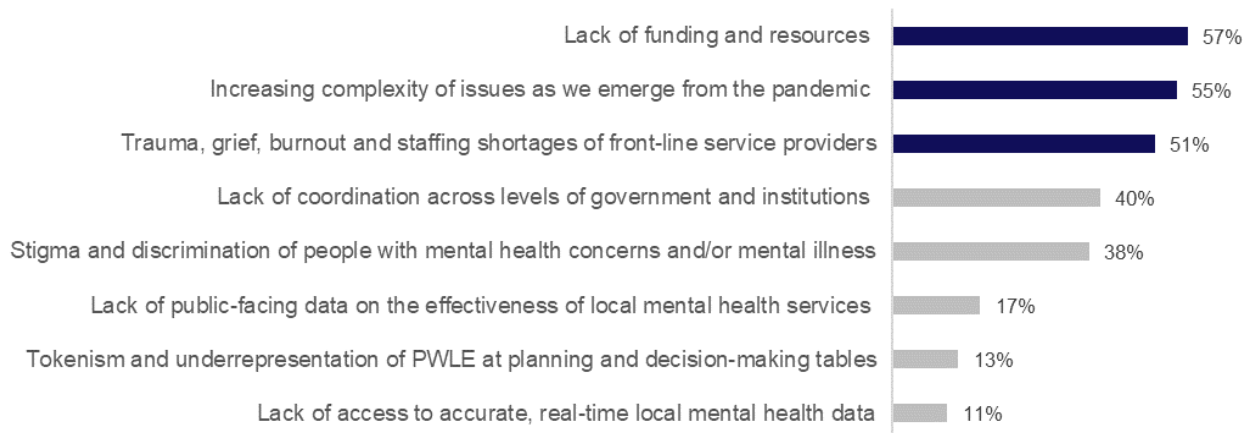 Lack of funding and resources 57%
Increasing complexity of issues as we emerge from the pandemic 55%
Trauma, grief, burnout and staffing shortages of front-line service providers 51%
Lack of coordination across levels of government and institutions 40%
Stigma and discrimination of people with mental health concerns and/or mental illness 38%
Lack of public-facing data on the effectiveness of local mental health services 17%
Tokenism and underrepresentation of PWLE at planning and decision-making tables 13%
Lack of access to accurate, real-time local mental health data 11%